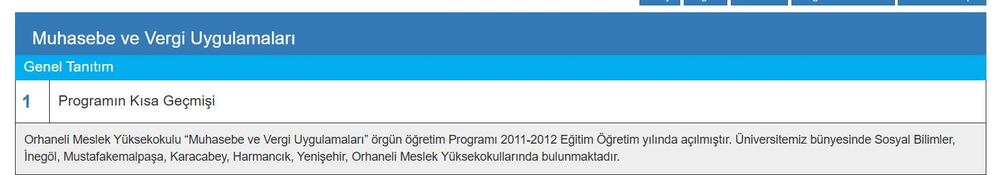 Muhasebe ve Vergi Uygulamaları
Genel Tanıtım
1 Programın Kısa Geçmişi
Orhaneli Meslek Yüksekokulu “Muhasebe ve Vergi Uygulamaları” örgün öğretim Programı 2011-2012 Eğitim Öğretim yılında açılmıştır. Üniversitemiz bünyesinde Sosyal Bilimler,
İnegöl, Mustafakemalpaşa, Karacabey, Harmancık, Yenişehir, Orhaneli Meslek Yüksekokullarında bulunmaktadır.